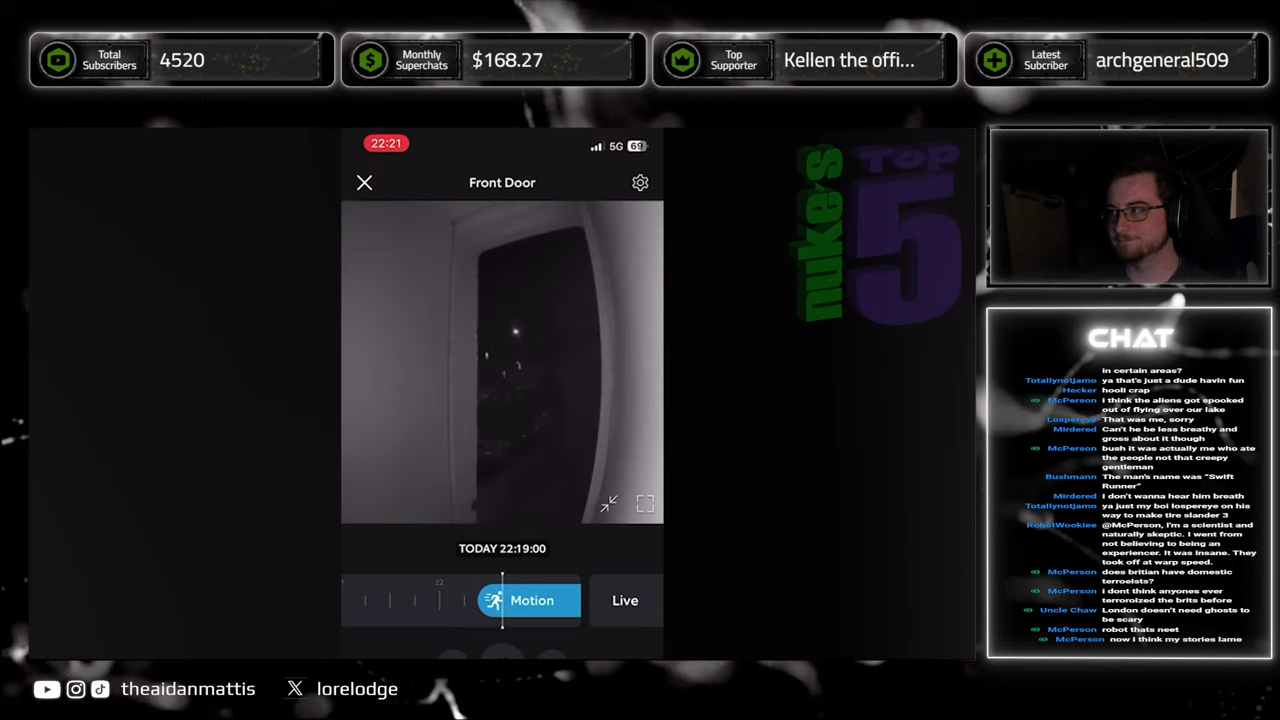 Total
Subscribers
4520
Monthly
Superchats
$168.27
Top
Supporter
Kellen the offi...
Latest
Subcriber
archgeneral509
22:21
5G 69
Front Door
nuke's
Top
5
TODAY 22:19:00
22
Motion
Live
CHAT
in certain areas?
Totallynotjamo ya that's just a dude havin fun
Hecker hooli crap
McPerson i think the aliens got spooked
out of flying over our lake
Lospereye That was me, sorry
Mirdered Can't he be less breathy and
gross about it though
McPerson bush it was actually me who ate
the people not that creepy
gentleman
Bushmann The man's name was "Swift
Runner"
Mirdered I don't wanna hear him breath
Totallynotjamo ya just my boi lospereye on his
way to make tire slander 3
RobotWookiee @McPerson, I'm a scientist and
naturally skeptic. I went from
not believing to being an
experiencer. It was insane. They
took off at warp speed.
McPerson does britian have domestic
terroeists?
McPerson i dont think anyones ever
terroroized the brits before
Uncle Chaw London doesn't need ghosts to
be scary
McPerson robot thats neet
McPerson now i think my stories lame
theaidanmattis
lorelodge